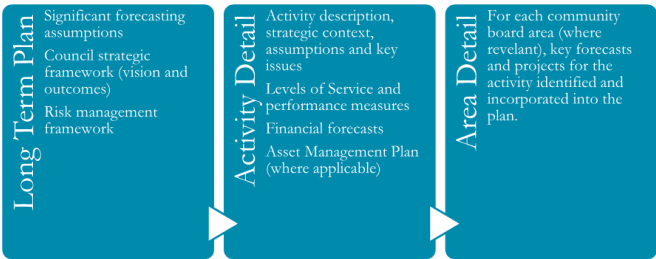 Long Term Plan
Significant forecasting
assumptions
Council strategic
framework (vision and
outcomes)
Risk management
framework
Activity Detail
Activity description,
strategic context,
assumptions and key
issues
Levels of Service and
performance measures
Financial forecasts
Asset Management Plan
(where applicable)
Area Detail
For each community
board area (where
revelant), key forecasts
and projects for the
activity identified and
incorporated into the
plan.